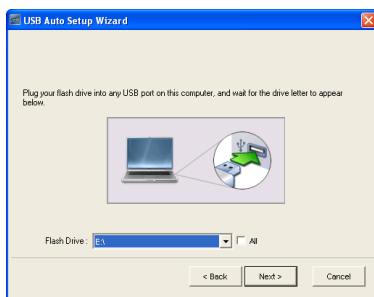 USB Auto Setup Wizard
Plug your flash drive into any USB port on this computer, and wait for the drive letter to appear
below.
Flash Drive : E:\ All
< Back Next > Cancel